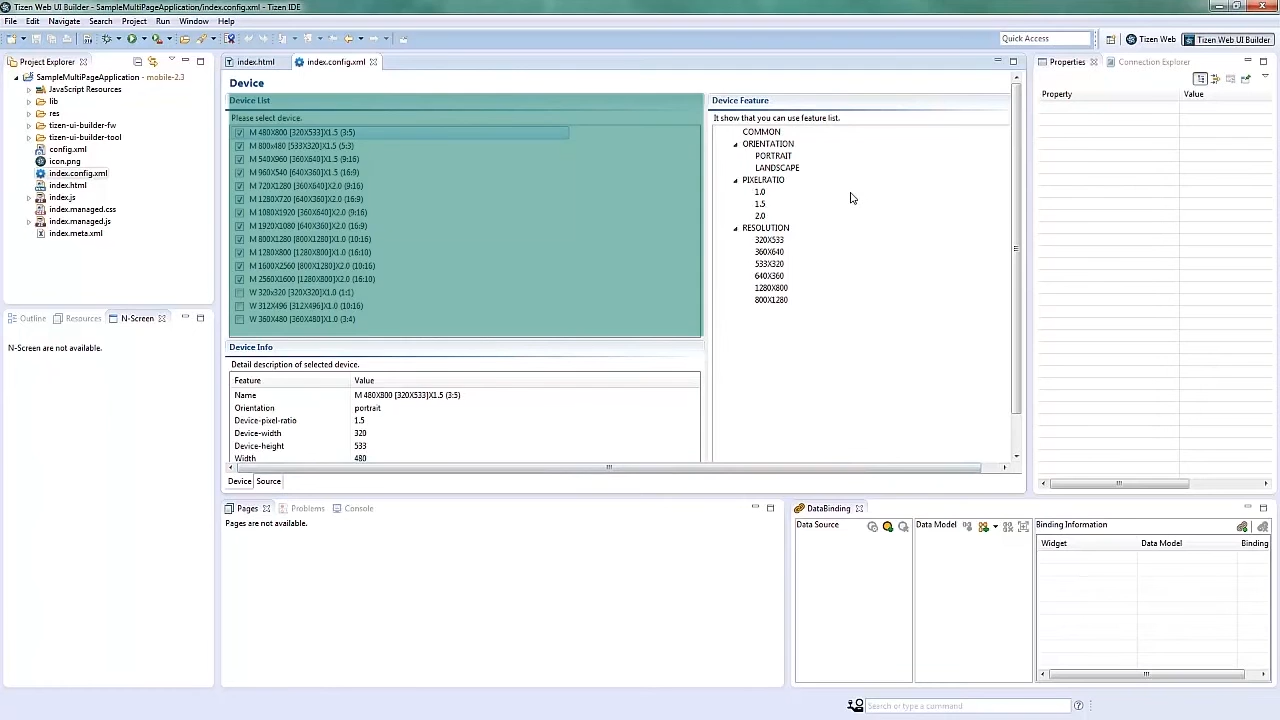 Tizen Web UI Builder - SampleMultiPageApplication/index.config.xml - Tizen IDE
File Edit Navigate Search Project Run Window Help
Quick Access
Tizen Web
Tizen Web UI Builder
Project Explorer
SampleMultiPageApplication - mobile-2.3
JavaScript Resources
lib
res
tizen-ui-builder-fw
tizen-ui-builder-tool
config.xml
icon.png
index.config.xml
index.html
index.js
index.managed.css
index.managed.js
index.meta.xml
Outline
Resources
N-Screen
N-Screen are not available.
index.html
index.config.xml
Device
Device List
Please select device.
M 480X800 [320X533]X1.5 (3:5)
M 800x480 [533X320]X1.5 (5:3)
M 540X960 [360X640]X1.5 (9:16)
M 960X540 [640X360]X1.5 (16:9)
M 720X1280 [360X640]X2.0 (9:16)
M 1280X720 [640X360]X2.0 (16:9)
M 1080X1920 [360X640]X2.0 (9:16)
M 1920X1080 [640X360]X2.0 (16:9)
M 800X1280 [800X1280]X1.0 (10:16)
M 1280X800 [1280X800]X1.0 (16:10)
M 1600X2560 [800X1280]X2.0 (10:16)
M 2560X1600 [1280X800]X2.0 (16:10)
W 320x320 [320X320]X1.0 (1:1)
W 312X496 [312X496]X1.0 (10:16)
W 360X480 [360X480]X1.0 (3:4)
Device Info
Detail description of selected device.
Feature Value
Name M 480X800 [320X533]X1.5 (3:5)
Orientation portrait
Device-pixel-ratio 1.5
Device-width 320
Device-height 533
Width 480
Device Feature
It show that you can use feature list.
COMMON
ORIENTATION
PORTRAIT
LANDSCAPE
PIXELRATIO
1.0
1.5
2.0
RESOLUTION
320X533
360X640
533X320
640X360
1280X800
800X1280
Device
Source
Properties
Connection Explorer
Property Value
Pages
Problems
Console
Pages are not available.
DataBinding
Data Source
Data Model
Binding Information
Widget Data Model Binding
Search or type a command